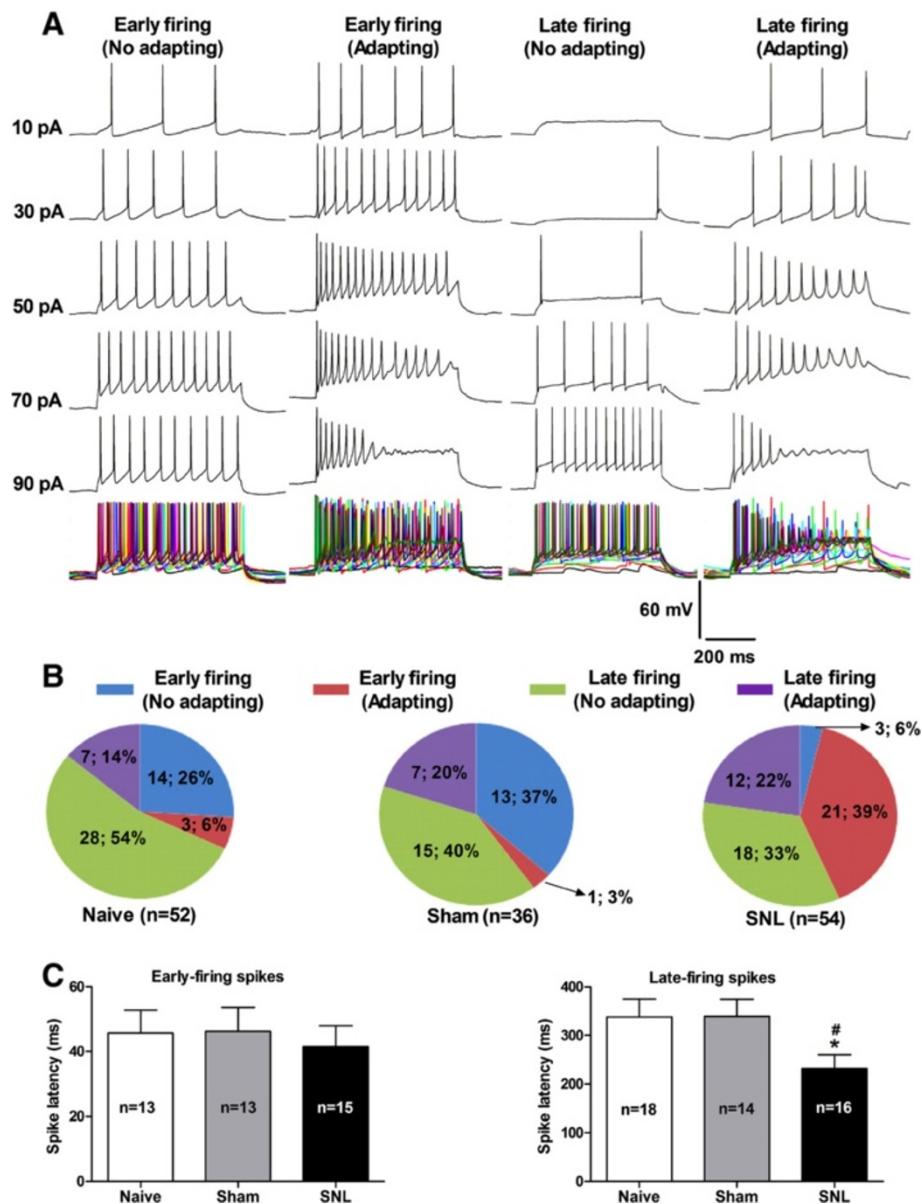 A
Early firing Early firing Late firing Late firing
(No adapting) (Adapting) (No adapting) (Adapting)
10 pA
30 pA
50 pA
70 pA
90 pA
60 mV
200 ms
B
Early firing Early firing Late firing Late firing
(No adapting) (Adapting) (No adapting) (Adapting)
7; 14%
14; 26%
3; 6%
28; 54%
Naive (n=52)
7; 20%
13; 37%
15; 40%
1; 3%
Sham (n=36)
3; 6%
12; 22%
21; 39%
18; 33%
SNL (n=54)
C
Early-firing spikes
Spike latency (ms)
60
40
20
0
n=13 n=13 n=15
Naive Sham SNL
Late-firing spikes
Spike latency (ms)
400
300
200
100
0
#
*
n=18 n=14 n=16
Naive Sham SNL